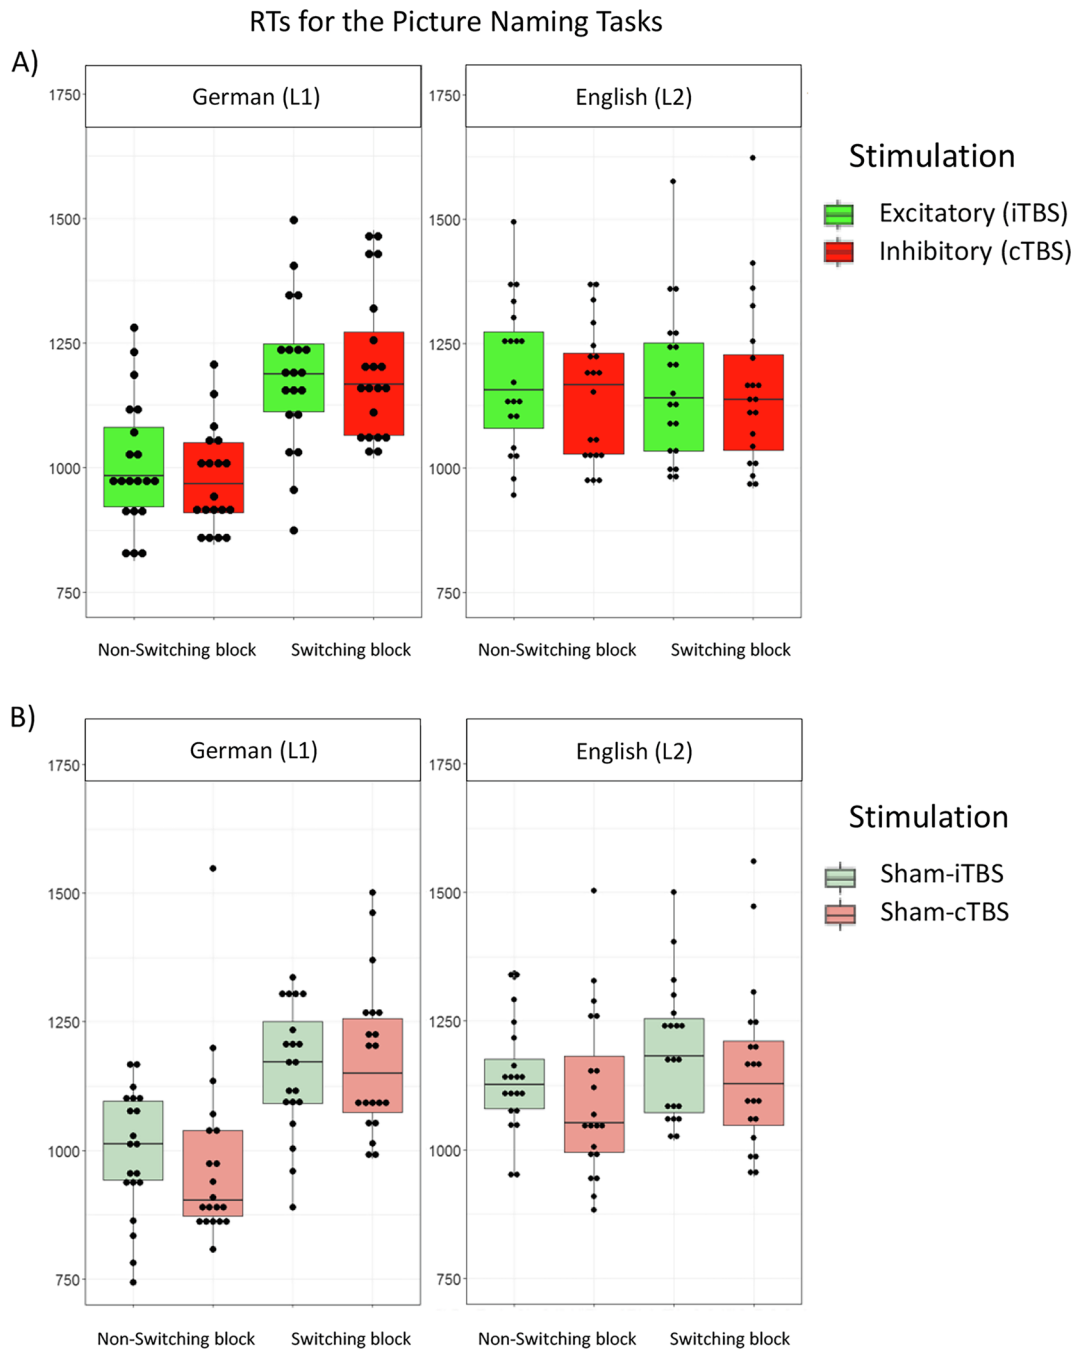 RTs for the Picture Naming Tasks
A)
German (L1)
English (L2)
1750
1500
1250
1000
750
1750
1500
1250
1000
750
Non-Switching block
Switching block
Non-Switching block
Switching block
Stimulation
Excitatory (iTBS)
Inhibitory (cTBS)
B)
German (L1)
English (L2)
1750
1500
1250
1000
750
1750
1500
1250
1000
750
Non-Switching block
Switching block
Non-Switching block
Switching block
Stimulation
Sham-iTBS
Sham-cTBS